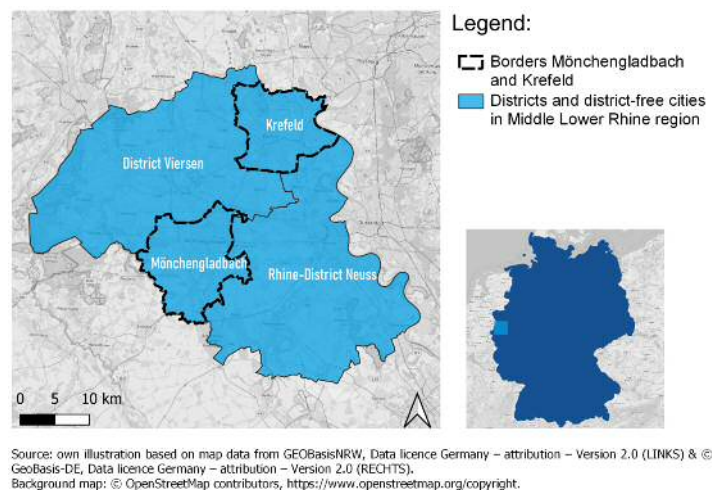 Legend:
Borders Mönchengladbach
and Krefeld
Districts and district-free cities
in Middle Lower Rhine region
Krefeld
District Viersen
Mönchengladbach
Rhine-District Neuss
0 5 10 km
Source: own illustration based on map data from GEOBasisNRW, Data licence Germany – attribution – Version 2.0 (LINKS) & ©
GeoBasis-DE, Data licence Germany – attribution – Version 2.0 (RECHTS).
Background map: © OpenStreetMap contributors, https://www.openstreetmap.org/copyright.